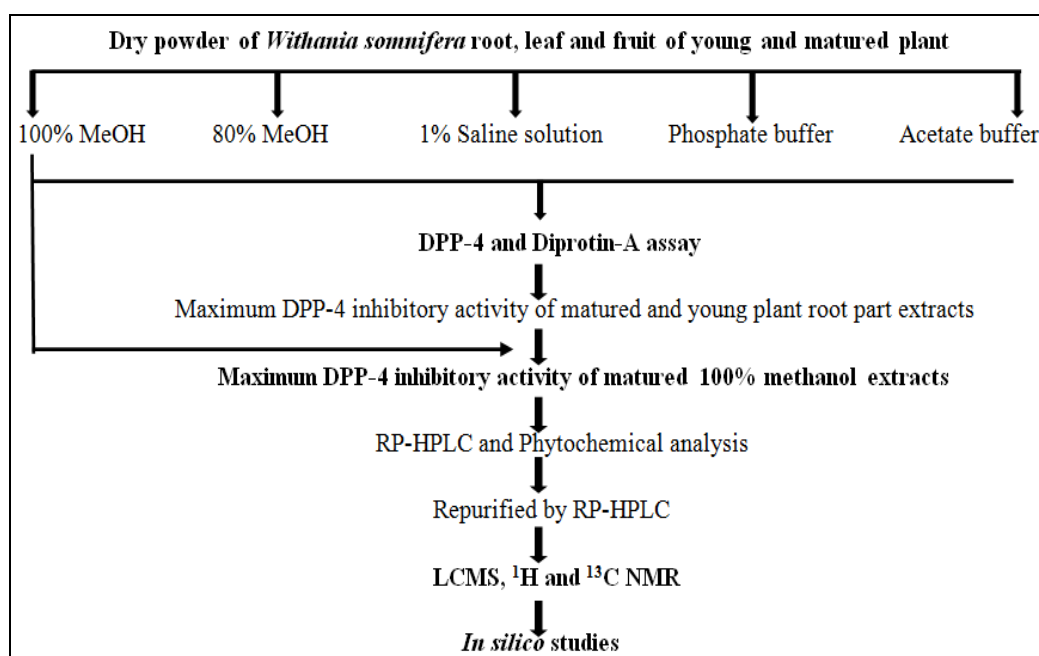 Dry powder of Withania somnifera root, leaf and fruit of young and matured plant
100% MeOH 80% MeOH 1% Saline solution Phosphate buffer Acetate buffer
DPP-4 and Diprotin-A assay
Maximum DPP-4 inhibitory activity of matured and young plant root part extracts
Maximum DPP-4 inhibitory activity of matured 100% methanol extracts
RP-HPLC and Phytochemical analysis
Repurified by RP-HPLC
LCMS, ¹H and ¹³C NMR
In silico studies